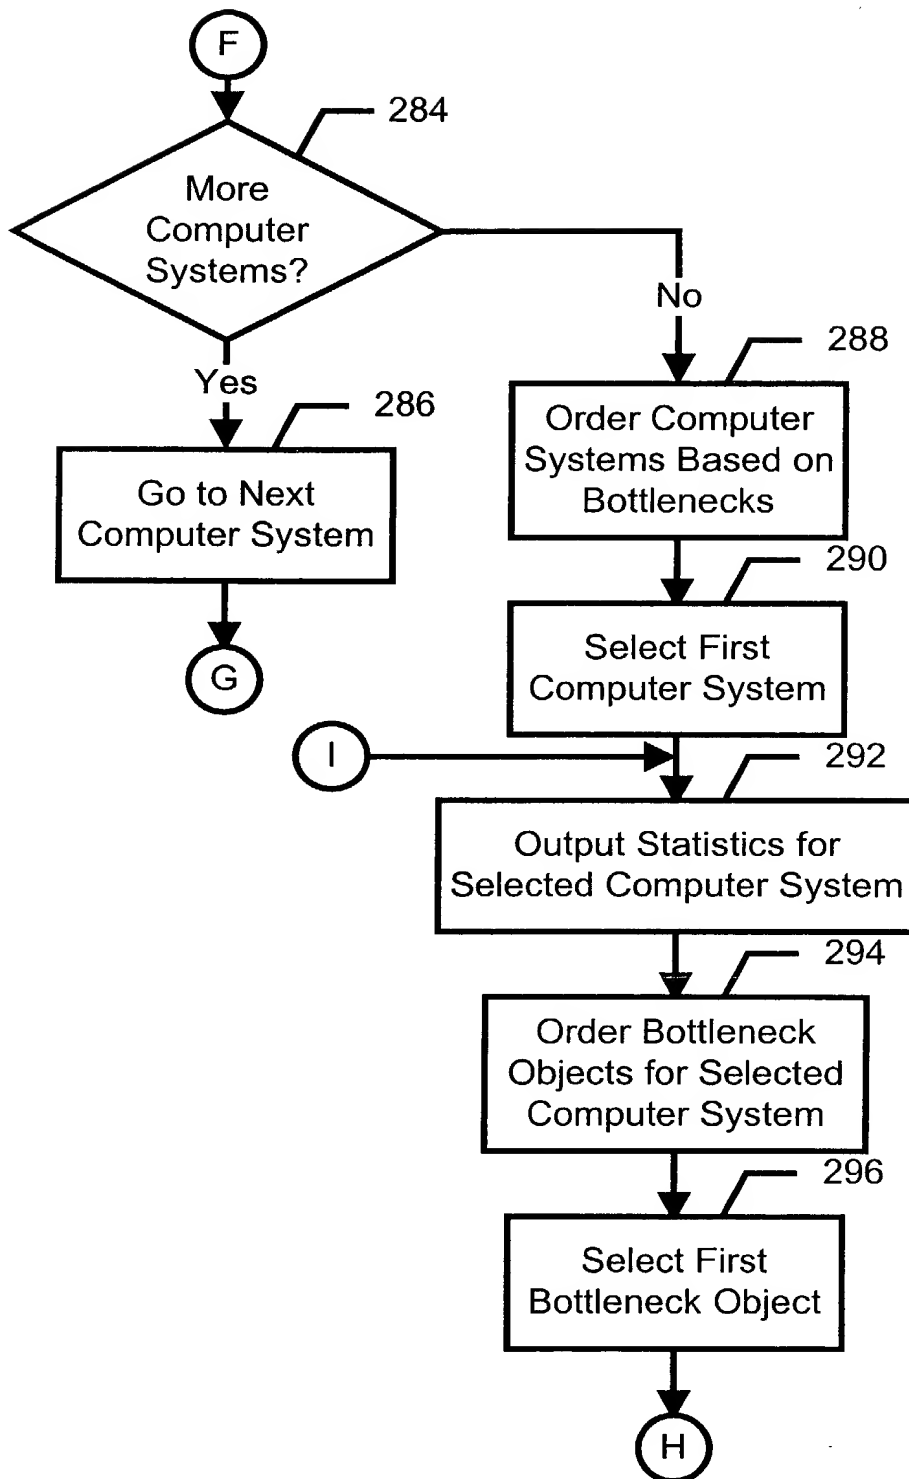 F
284
More
Computer
Systems?
No
Yes
288
286
Order Computer
Systems Based on
Bottlenecks
Go to Next
Computer System
290
Select First
Computer System
G
I
292
Output Statistics for
Selected Computer System
294
Order Bottleneck
Objects for Selected
Computer System
296
Select First
Bottleneck Object
H